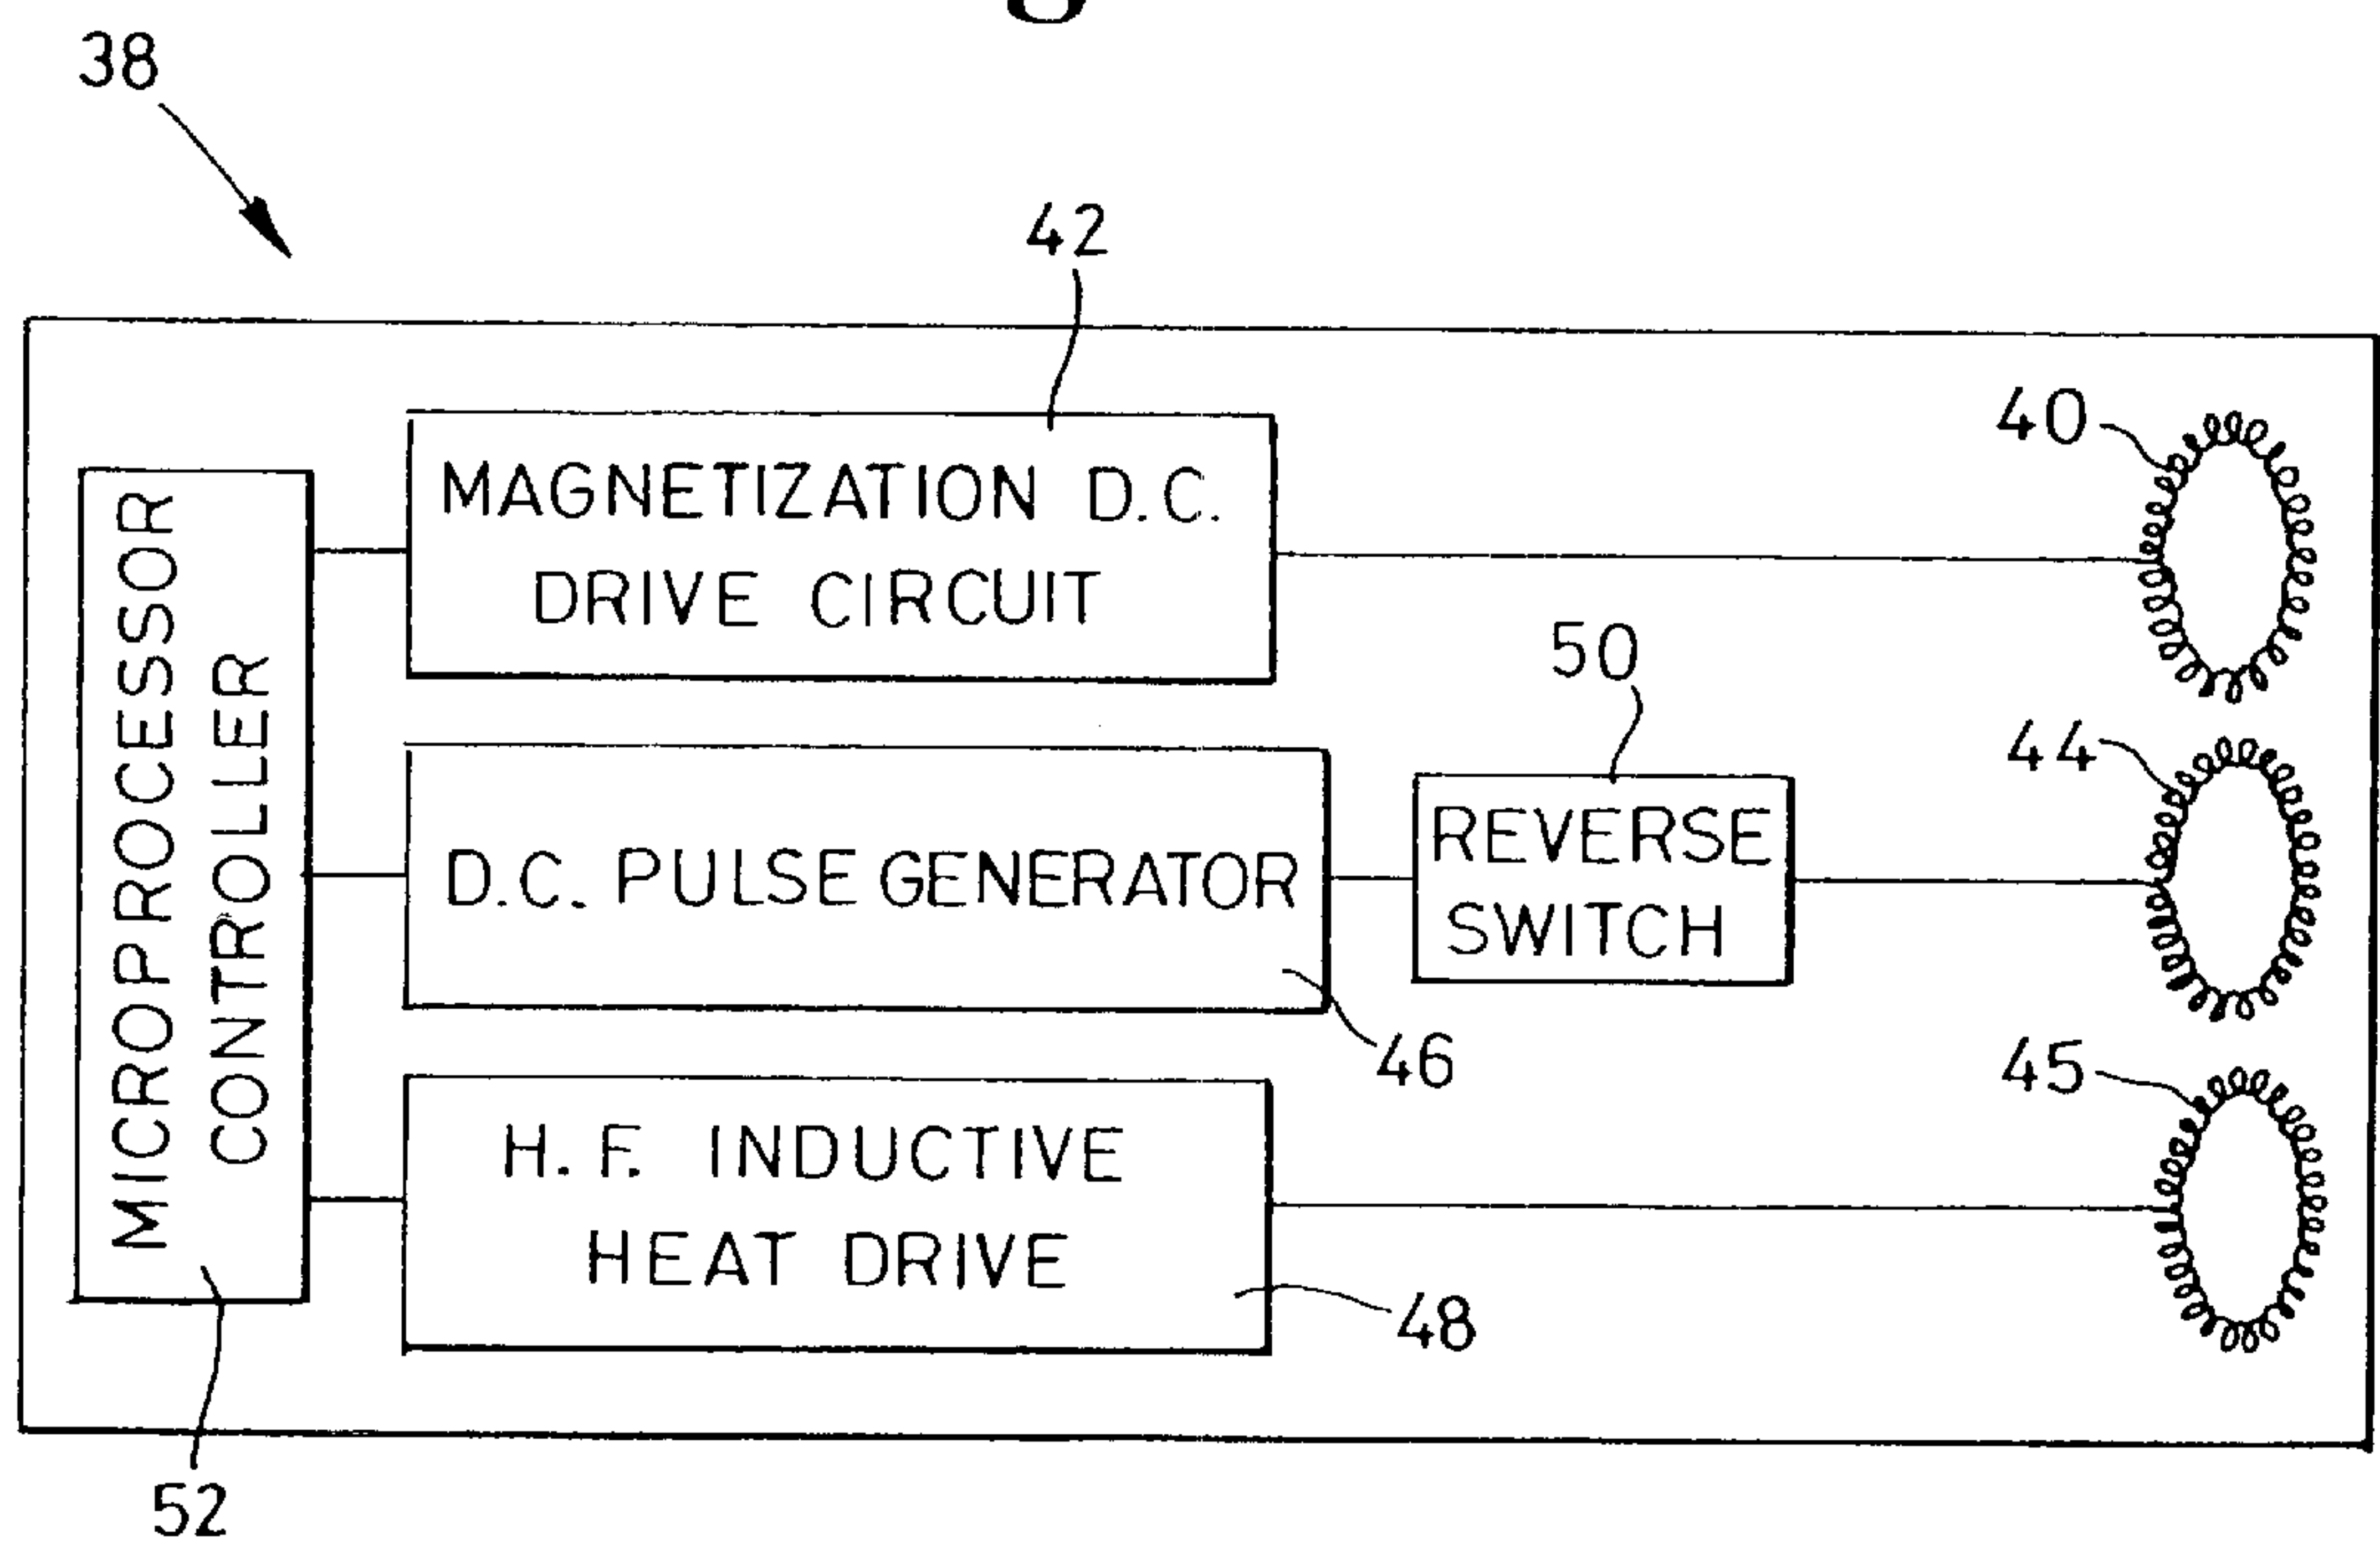 38
42
MAGNETIZATION D.C.
DRIVE CIRCUIT
40
50
44
MICROPROCESSOR
CONTROLLER
D.C. PULSE GENERATOR
REVERSE
SWITCH
46
45
H.F. INDUCTIVE
HEAT DRIVE
48
52